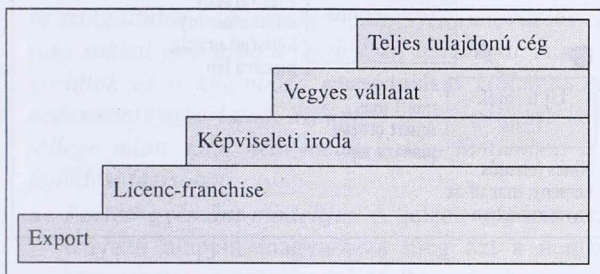 Teljes tulajdonú cég
Vegyes vállalat
Képviseleti iroda
Licenc-franchise
Export